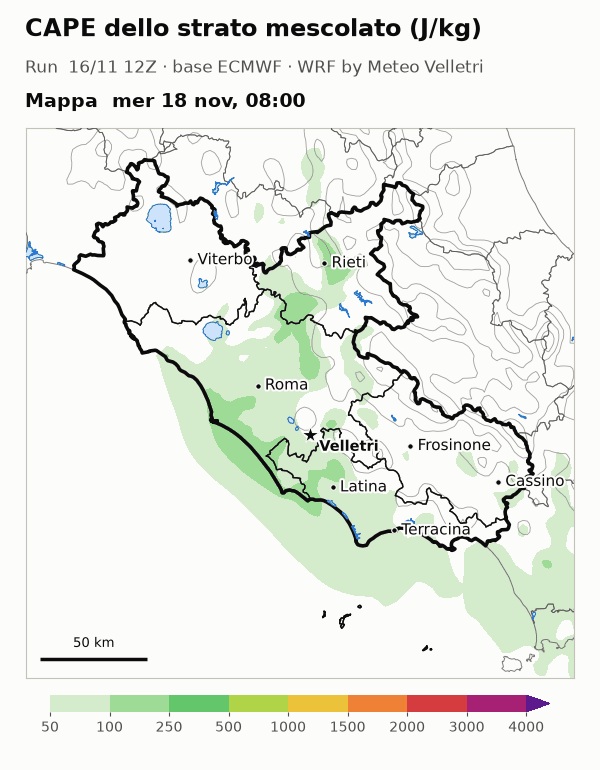 CAPE dello strato mescolato (J/kg)
Run  16/11 12Z · base ECMWF · WRF by Meteo Velletri
Mappa  mer 18 nov, 08:00
Viterbo
Rieti
Roma
Velletri
Frosinone
Cassino
Latina
Terracina
50 km
50 100 250 500 1000 1500 2000 3000 4000